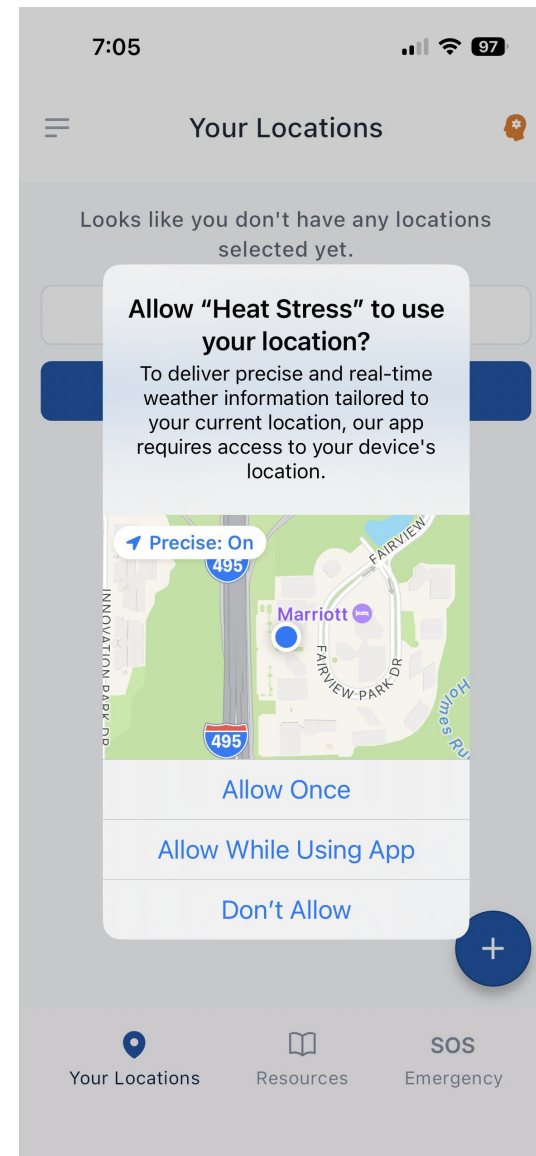 7:05
97
Your Locations
Looks like you don't have any locations
selected yet.
Allow “Heat Stress” to use
your location?
To deliver precise and real-time
weather information tailored to
your current location, our app
requires access to your device's
location.
Precise: On
FAIRVIEW
495
INNOVATION PARK DR
Marriott
FAIRVIEW PARK DR
Holmes Ru
495
Allow Once
Allow While Using App
Don’t Allow
+
SOS
Your Locations
Resources
Emergency